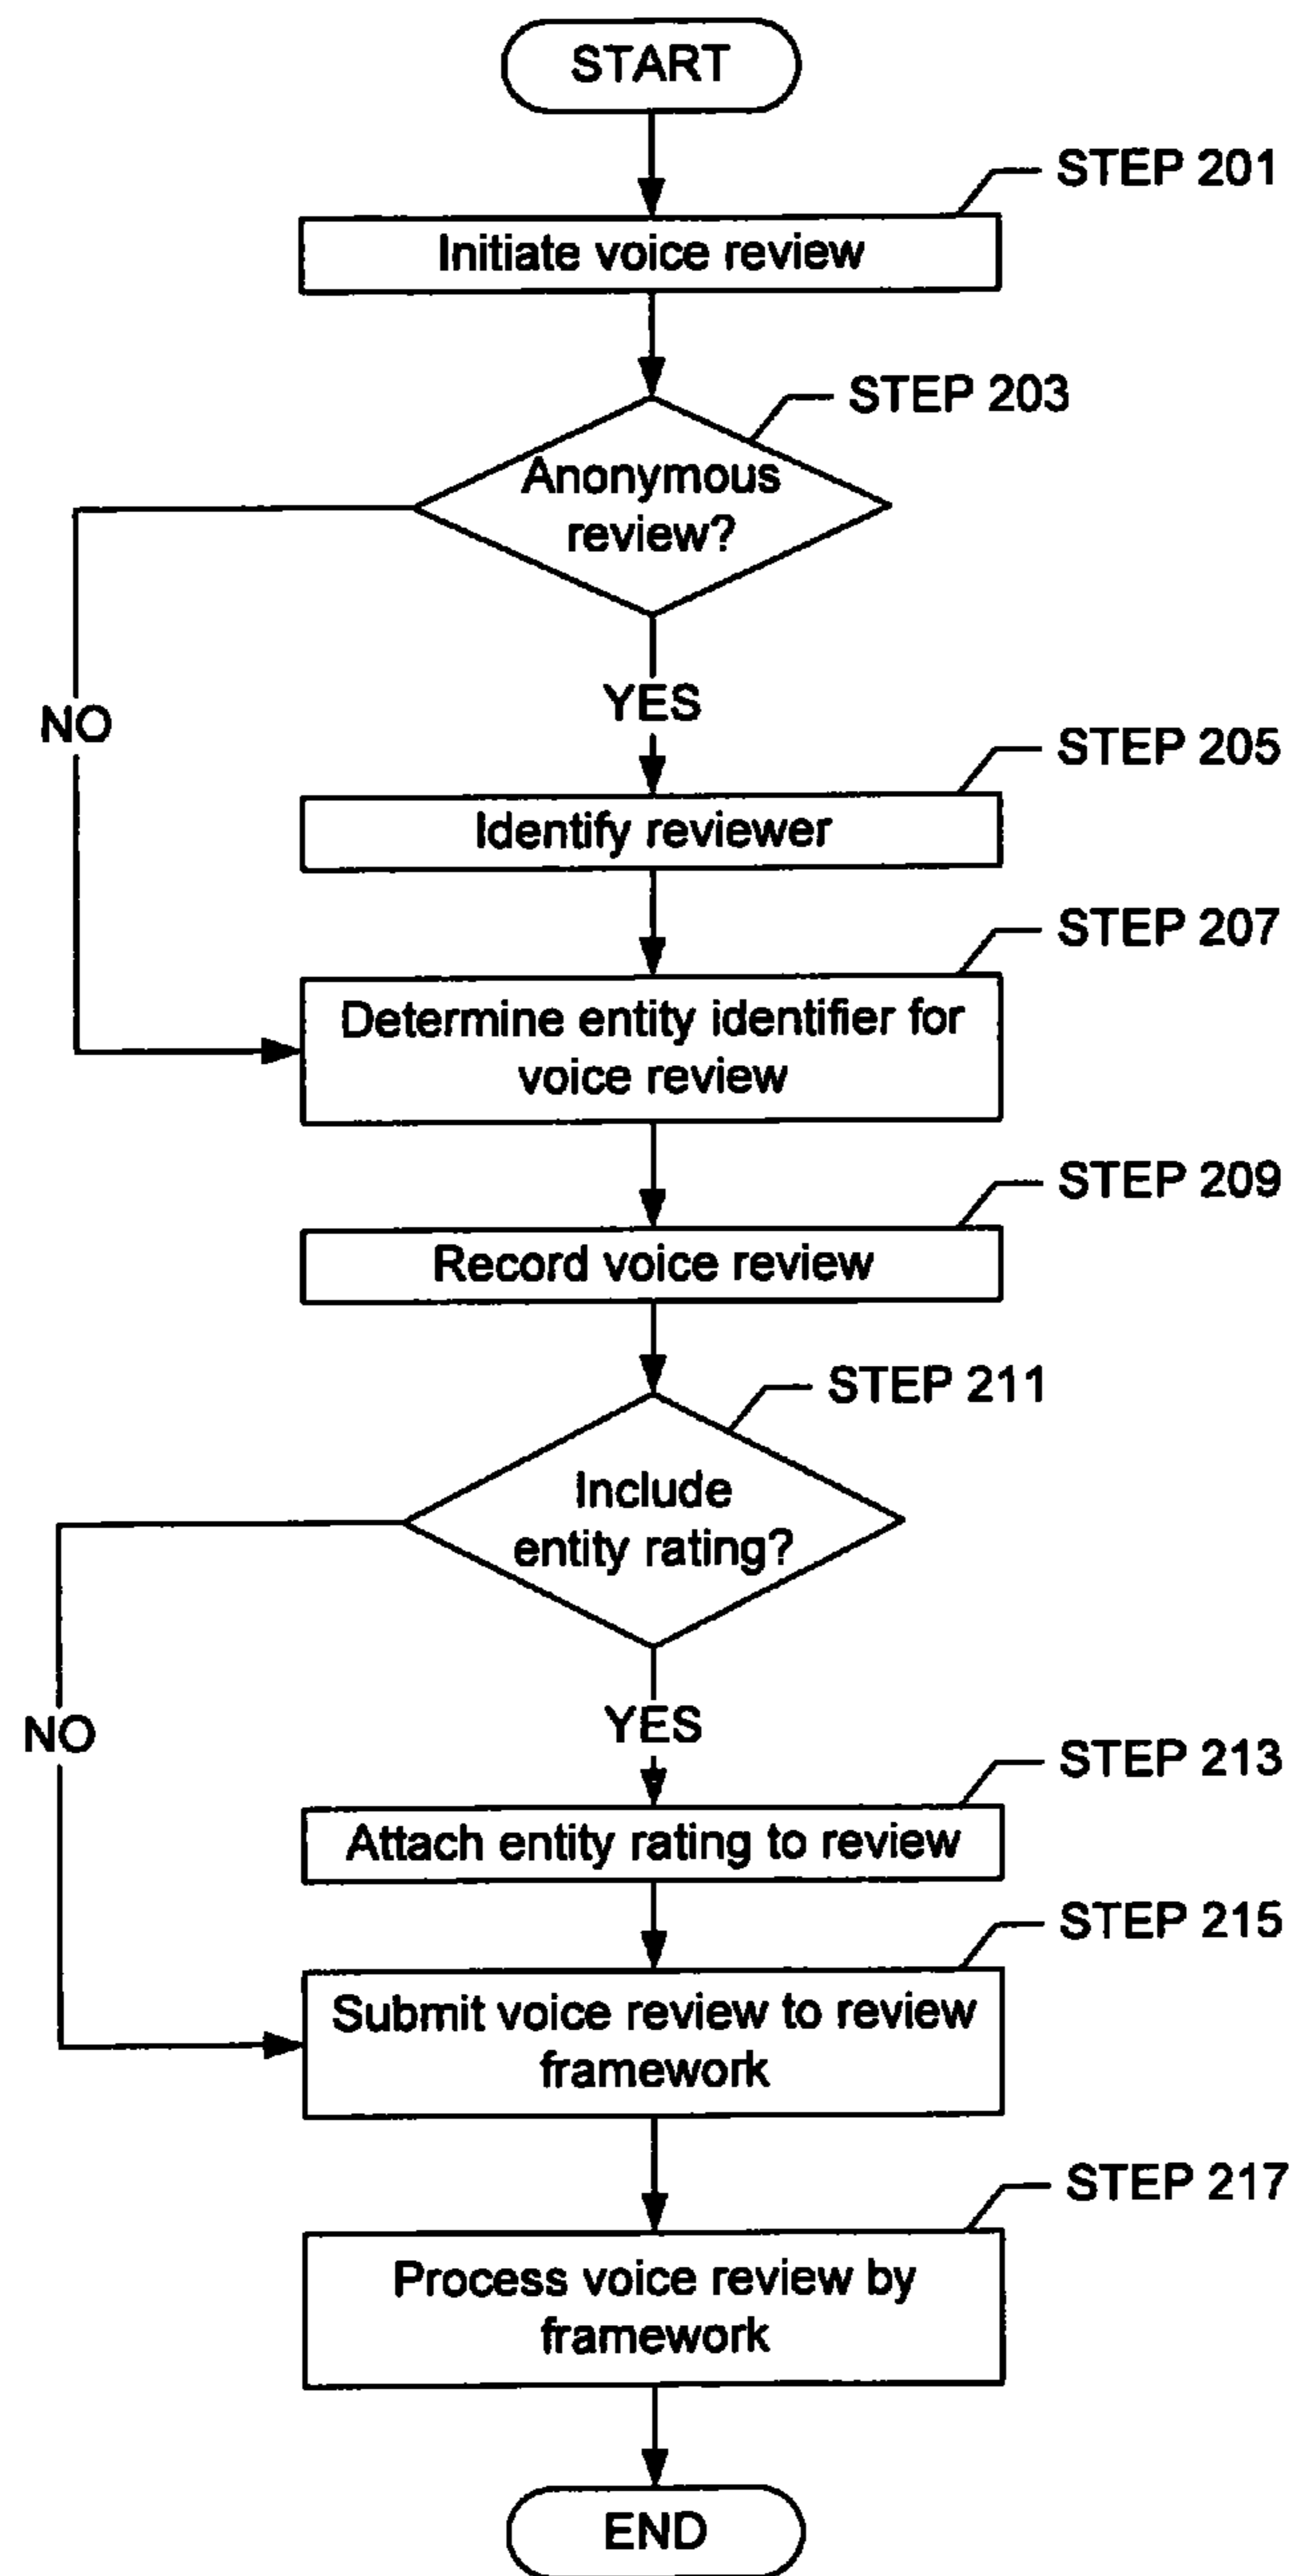 START
STEP 201
Initiate voice review
STEP 203
Anonymous
review?
NO
YES
STEP 205
Identify reviewer
STEP 207
Determine entity identifier for
voice review
STEP 209
Record voice review
STEP 211
Include
entity rating?
NO
YES
STEP 213
Attach entity rating to review
STEP 215
Submit voice review to review
framework
STEP 217
Process voice review by
framework
END